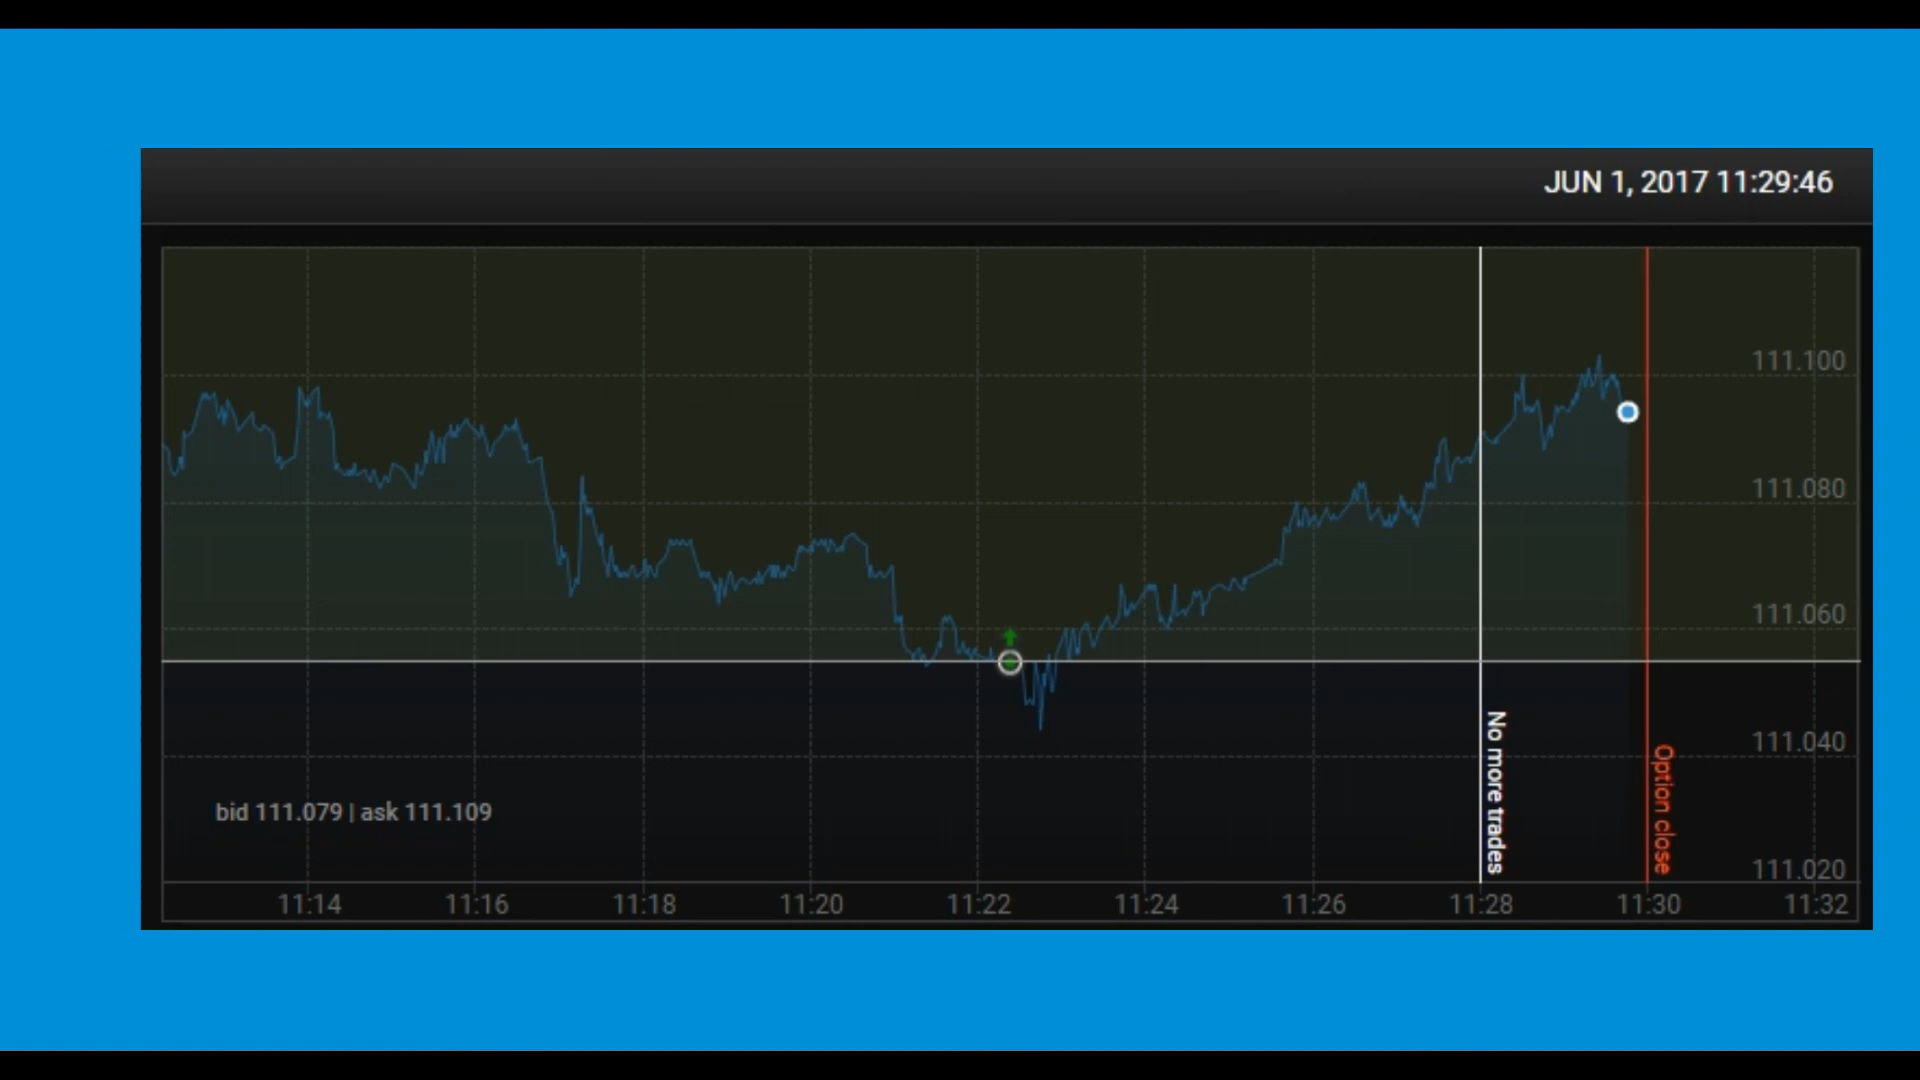 JUN 1, 2017 11:29:46
111.100
111.080
111.060
111.040
111.020
No more trades
Option close
bid 111.079 | ask 111.109
11:14 11:16 11:18 11:20 11:22 11:24 11:26 11:28 11:30 11:32